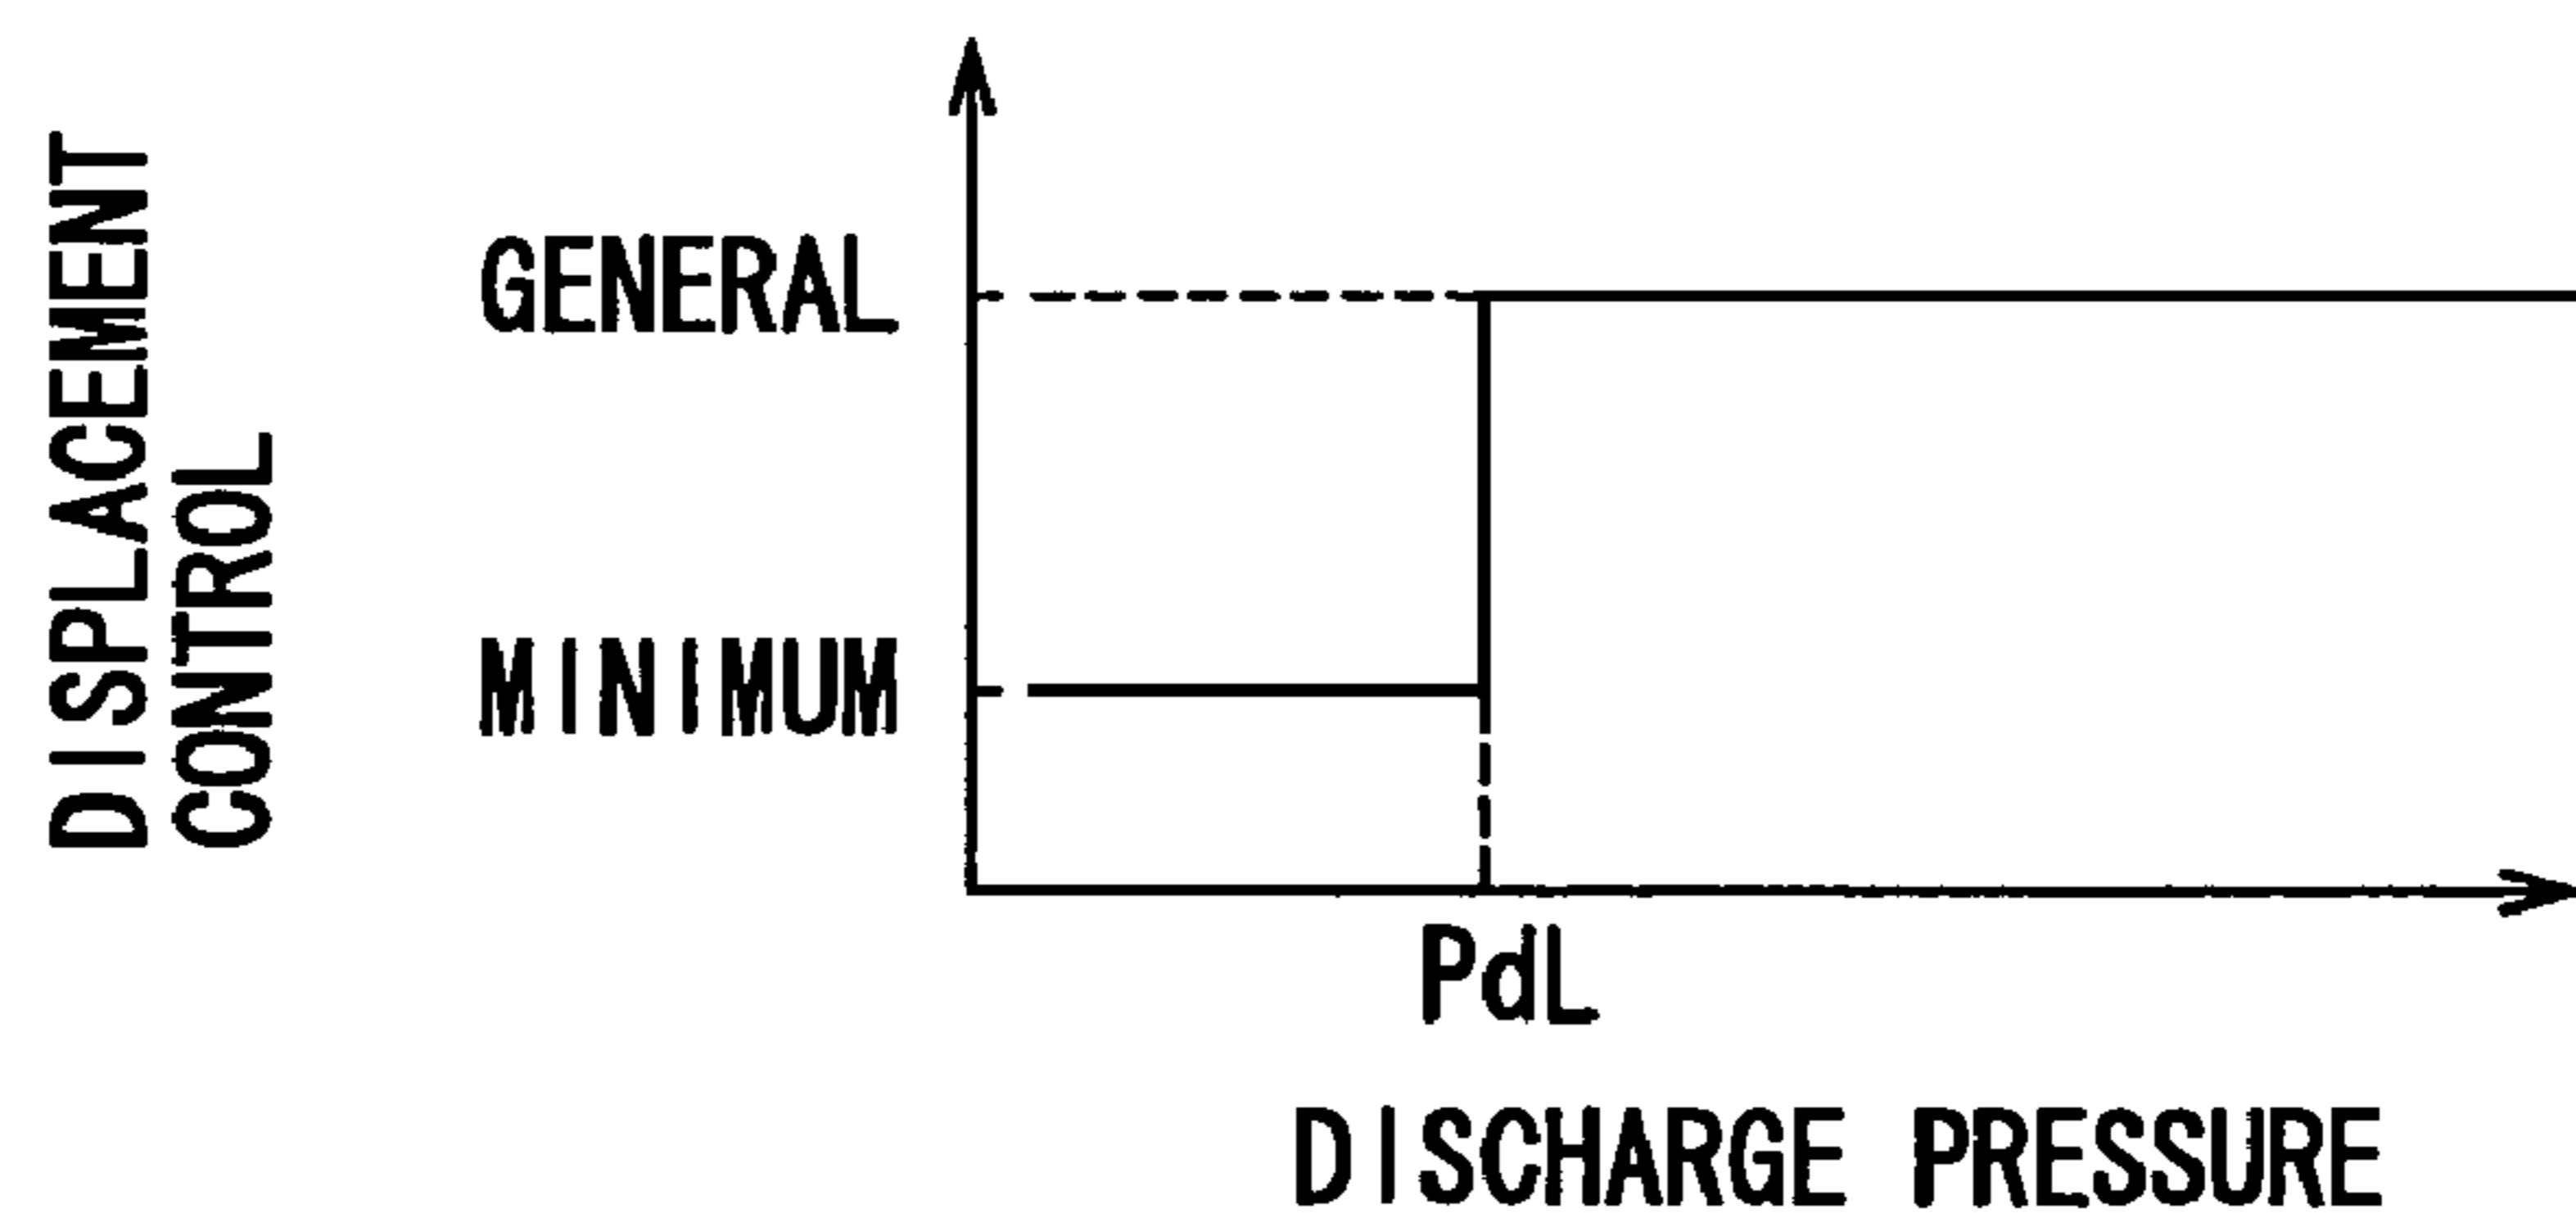 DISPLACEMENT
CONTROL
GENERAL
MINIMUM
PdL
DISCHARGE PRESSURE